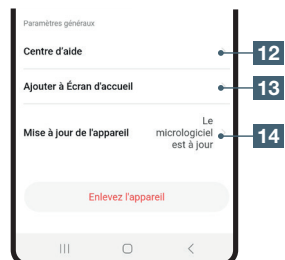 Paramètres généraux
Centre d'aide
12
Ajouter à Écran d'accueil
13
Mise à jour de l'appareil
Le
micrologiciel
est à jour
14
Enlevez l'appareil